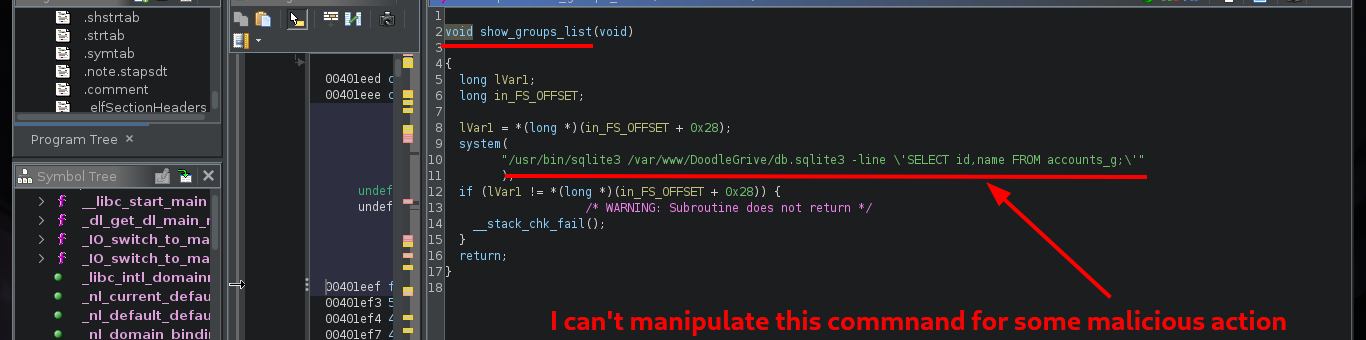 .shstrtab
.strtab
.symtab
.note.stapsdt
.comment
_elfSectionHeaders
Program Tree ×
Symbol Tree
__libc_start_main
_dl_get_dl_main_
_IO_switch_to_ma
_IO_switch_to_ma
_libc_intl_domain
_nl_current_defau
_nl_default_defau
_nl_domain_bindi
00401eed c
00401eee c
undef
undef
00401eef f
00401ef3 5
00401ef4 4
00401ef7 4
1
2 void show_groups_list(void)
3
4 {
5 long lVar1;
6 long in_FS_OFFSET;
7
8 lVar1 = *(long *)(in_FS_OFFSET + 0x28);
9 system(
10 "/usr/bin/sqlite3 /var/www/DoodleGrive/db.sqlite3 -line \'SELECT id,name FROM accounts_g;\'"
11 );
12 if (lVar1 != *(long *)(in_FS_OFFSET + 0x28)) {
13 /* WARNING: Subroutine does not return */
14 __stack_chk_fail();
15 }
16 return;
17 }
18
I can't manipulate this commnand for some malicious action